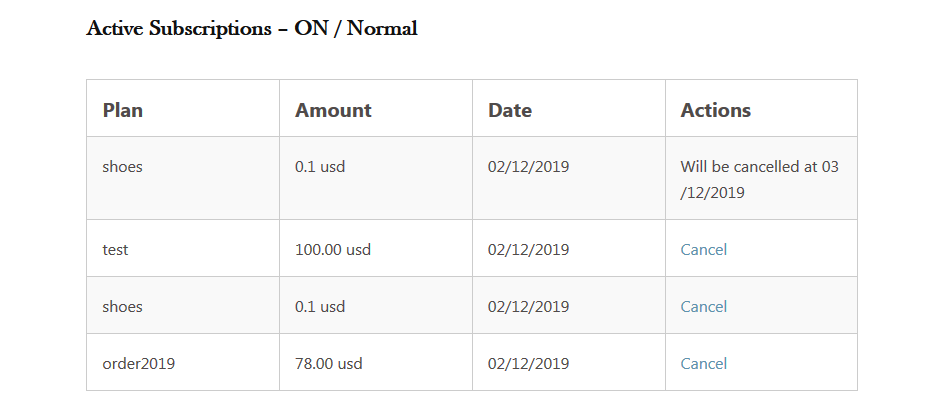 Active Subscriptions – ON / Normal
Plan Amount Date Actions
shoes 0.1 usd 02/12/2019 Will be cancelled at 03
/12/2019
test 100.00 usd 02/12/2019 Cancel
shoes 0.1 usd 02/12/2019 Cancel
order2019 78.00 usd 02/12/2019 Cancel